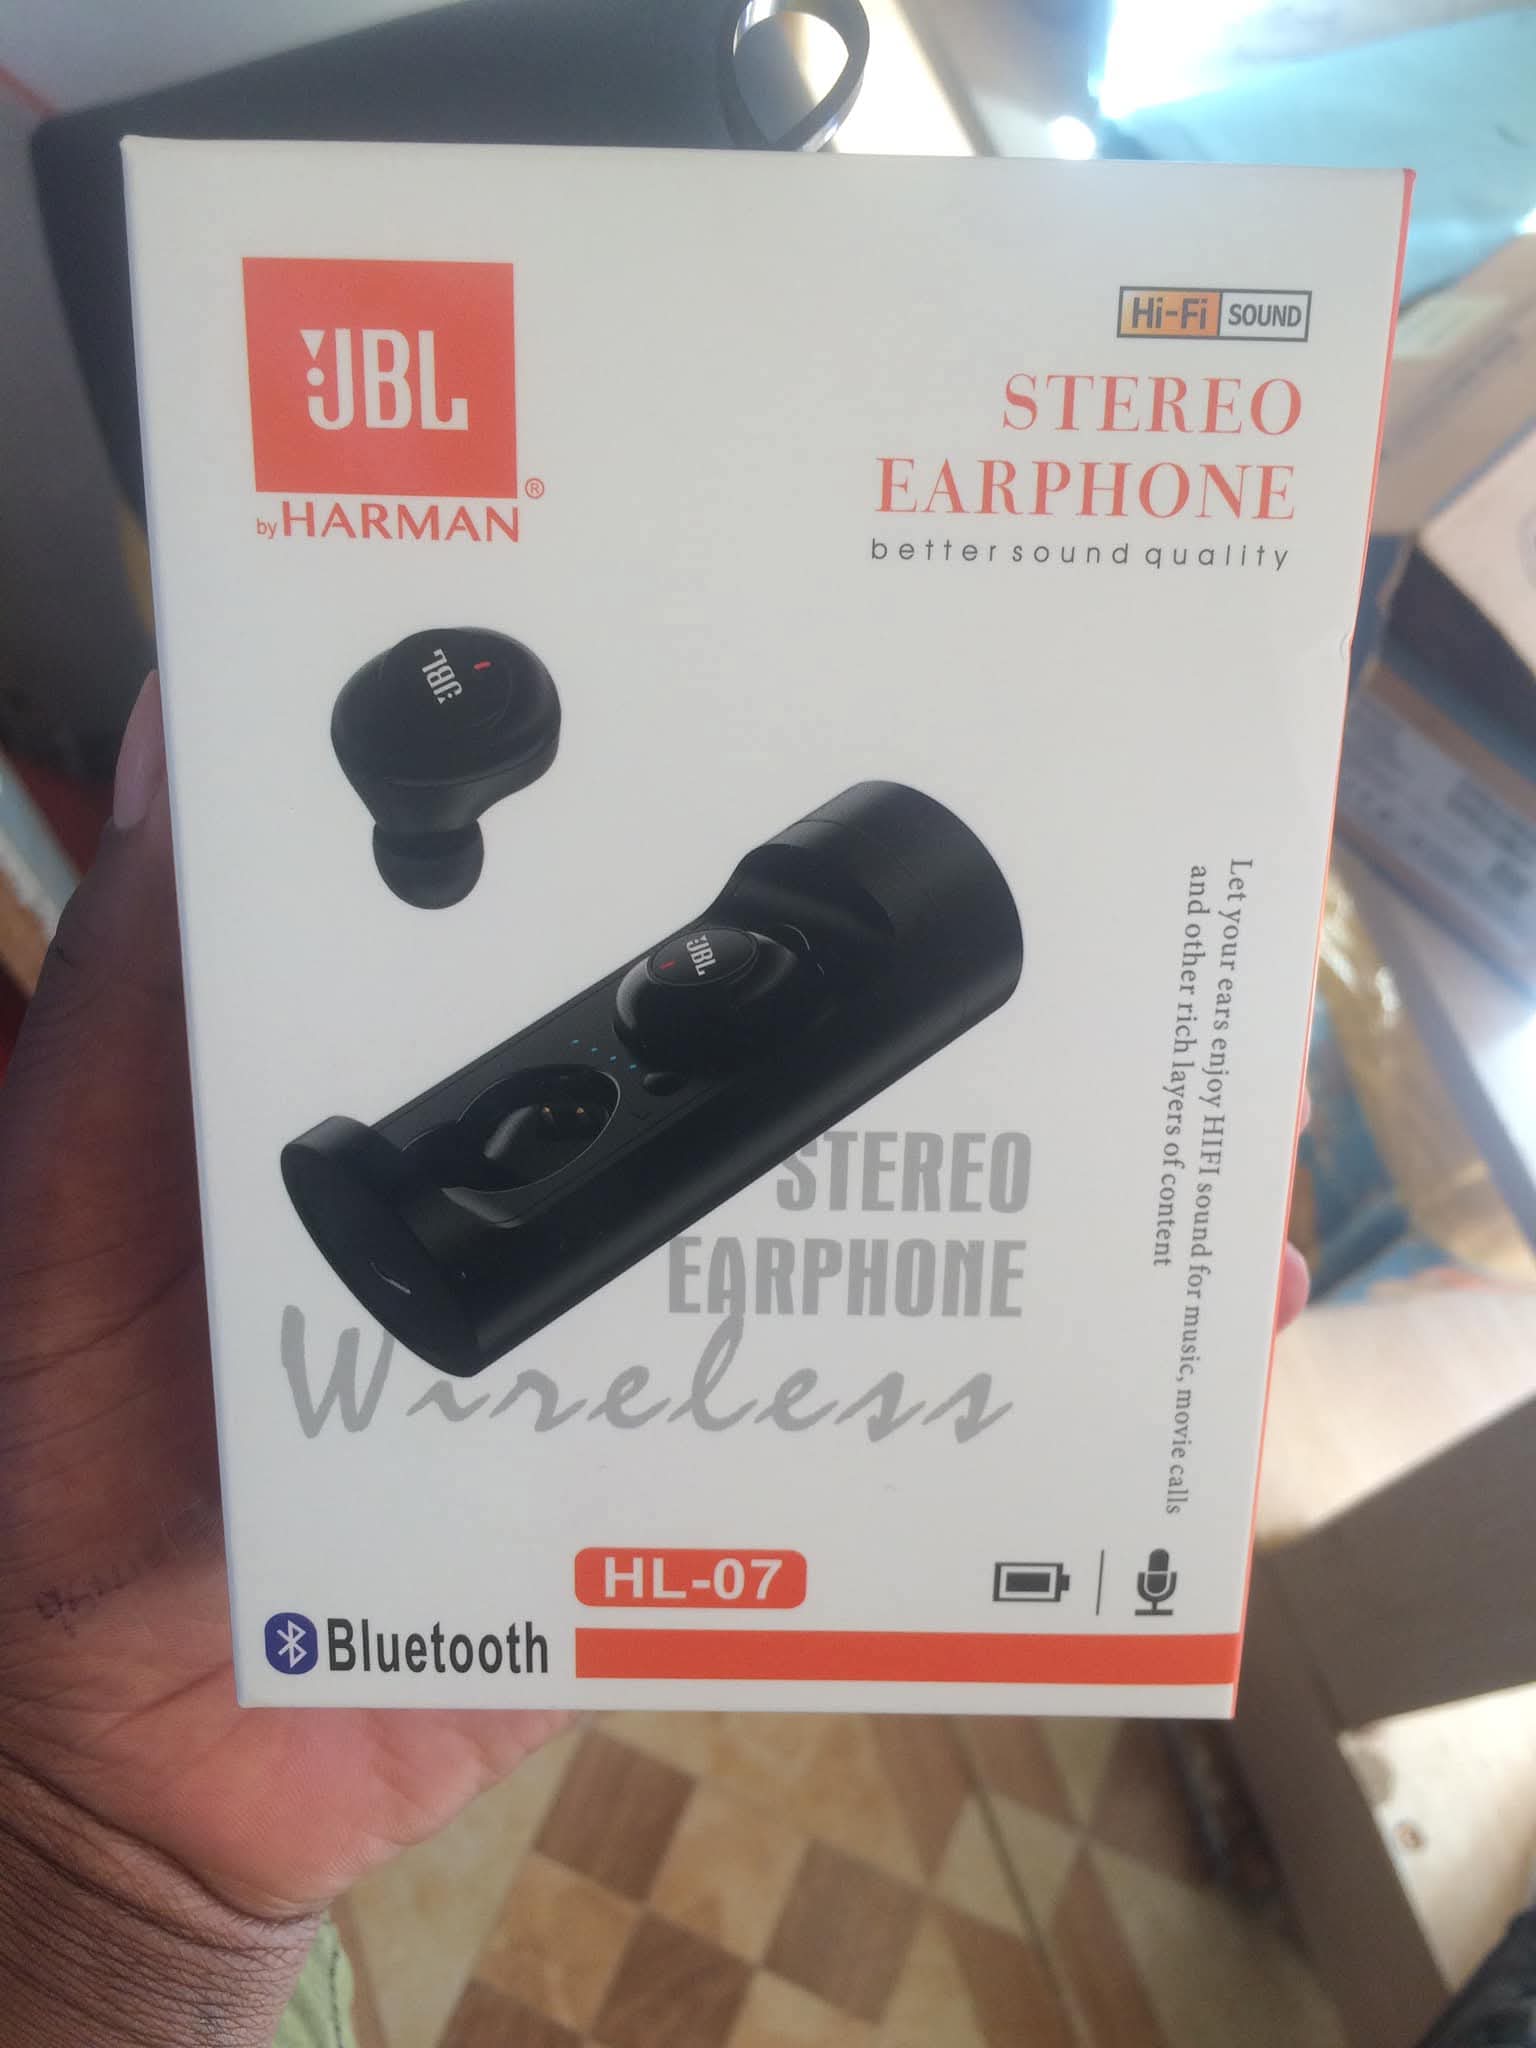 JBL
®
by HARMAN
Hi-Fi SOUND
STEREO
EARPHONE
better sound quality
JBL
JBL
Let your ears enjoy HIFI sound for music, movie calls
and other rich layers of content
STEREO
EARPHONE
Wireless
HL-07
Bluetooth